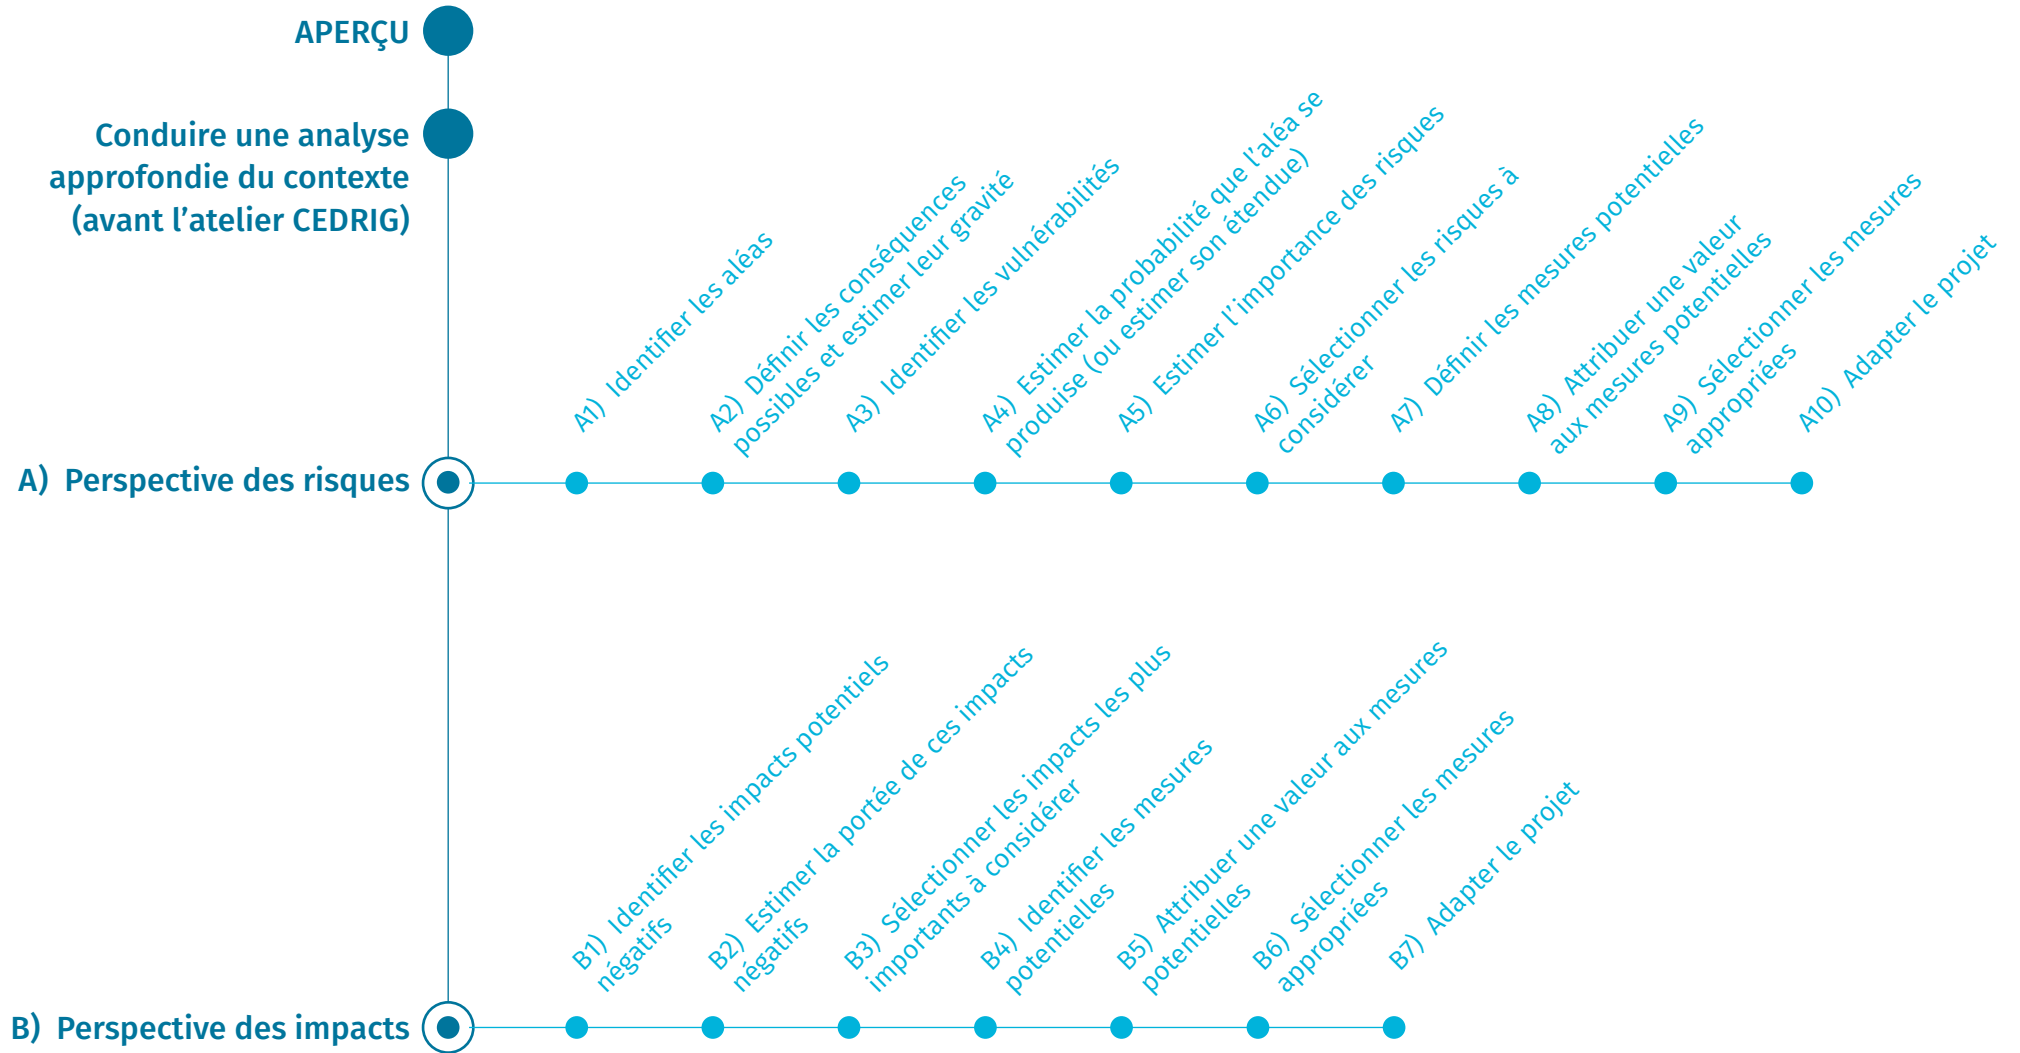 APERÇU
Conduire une analyse
approfondie du contexte
(avant l'atelier CEDRIG)
A) Perspective des risques
A1) Identifier les aléas
A2) Définir les conséquences
possibles et estimer leur gravité
A3) Identifier les vulnérabilités
A4) Estimer la probabilité que l'aléa se
produise (ou estimer son étendue)
A5) Estimer l'importance des risques
A6) Sélectionner les risques à
considérer
A7) Définir les mesures potentielles
A8) Attribuer une valeur
aux mesures potentielles
A9) Sélectionner les mesures
appropriées
A10) Adapter le projet
B) Perspective des impacts
B1) Identifier les impacts potentiels
négatifs
B2) Estimer la portée de ces impacts
négatifs
B3) Sélectionner les impacts les plus
importants à considérer
B4) Identifier les mesures
potentielles
B5) Attribuer une valeur aux mesures
potentielles
B6) Sélectionner les mesures
appropriées
B7) Adapter le projet